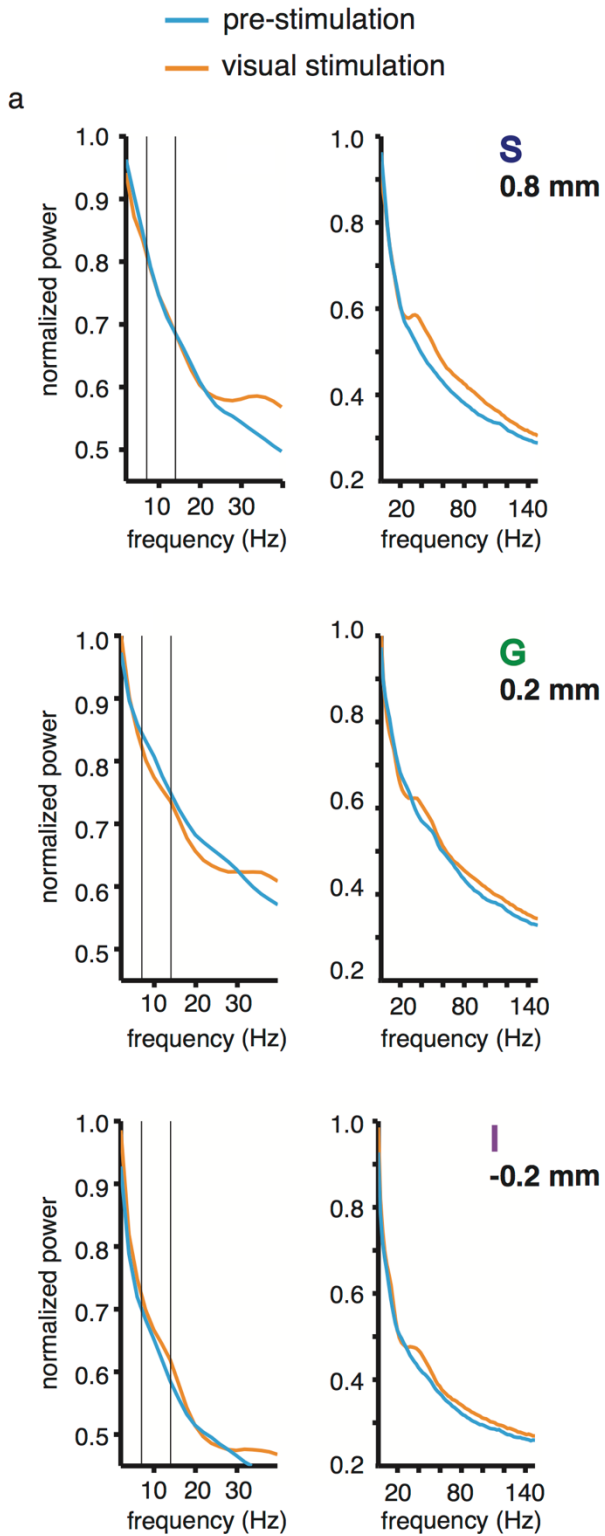 pre-stimulation
visual stimulation
a
S
0.8 mm
normalized power
1.0
0.9
0.8
0.7
0.6
0.5
10 20 30
frequency (Hz)
1.0
0.8
0.6
0.4
0.2
20 80 140
frequency (Hz)
G
0.2 mm
normalized power
1.0
0.9
0.8
0.7
0.6
0.5
10 20 30
frequency (Hz)
1.0
0.8
0.6
0.4
0.2
20 80 140
frequency (Hz)
I
-0.2 mm
normalized power
1.0
0.9
0.8
0.7
0.6
0.5
10 20 30
frequency (Hz)
1.0
0.8
0.6
0.4
0.2
20 80 140
frequency (Hz)